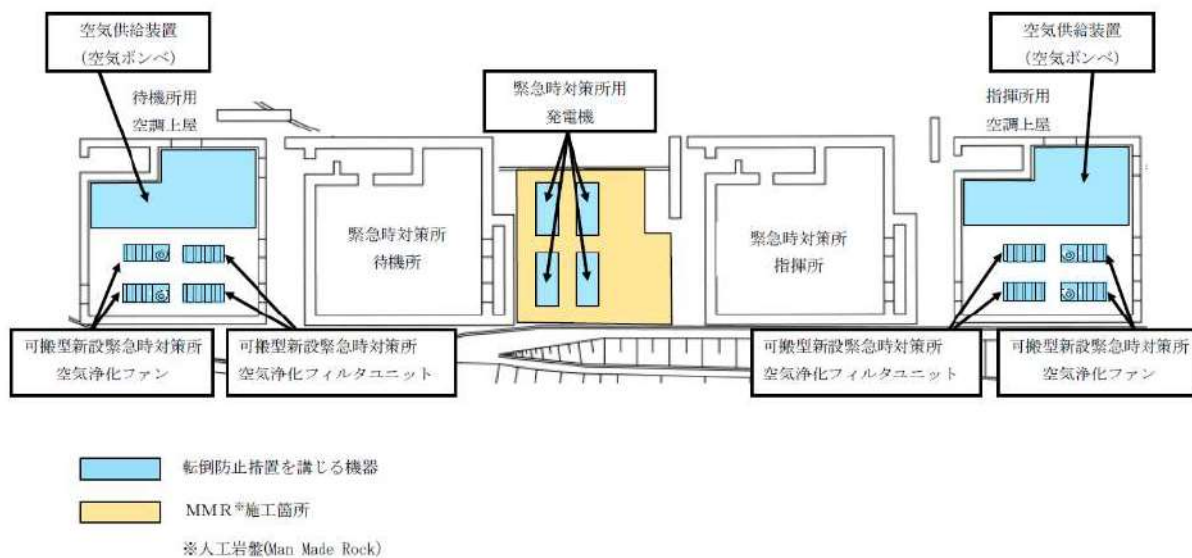 空気供給装置
(空気ボンベ)
待機所用
空調上屋
緊急時対策所用
発電機
空気供給装置
(空気ボンベ)
指揮所用
空調上屋
緊急時対策所
待機所
緊急時対策所
指揮所
可搬型新設緊急時対策所
空気浄化ファン
可搬型新設緊急時対策所
空気浄化フィルタユニット
可搬型新設緊急時対策所
空気浄化フィルタユニット
可搬型新設緊急時対策所
空気浄化ファン
転倒防止措置を講じる機器
MMR※施工箇所
※人工岩盤(Man Made Rock)